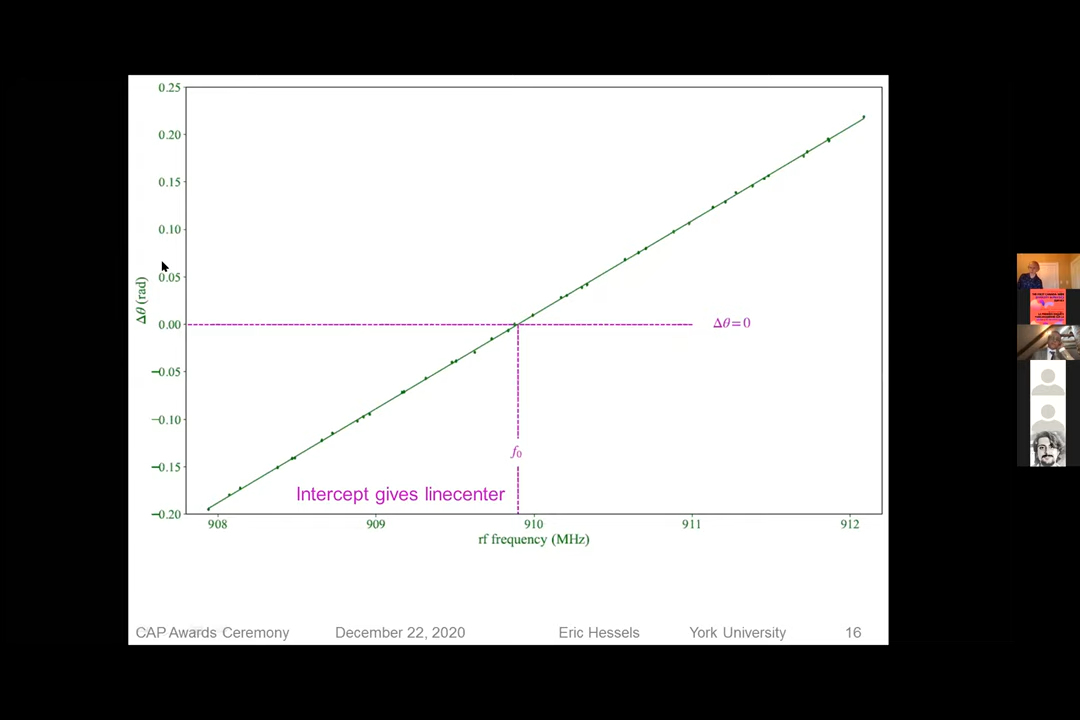 0.25
0.20
0.15
0.10
0.05
0.00
−0.05
−0.10
−0.15
−0.20
Δθ (rad)
Δθ=0
f0
Intercept gives linecenter
908 909 910 911 912
rf frequency (MHz)
CAP Awards Ceremony December 22, 2020 Eric Hessels York University 16